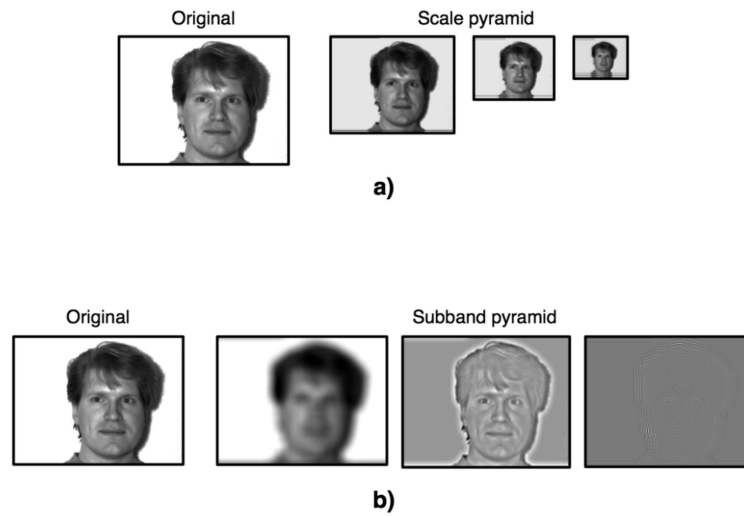 Original
Scale pyramid
a)
Original
Subband pyramid
b)